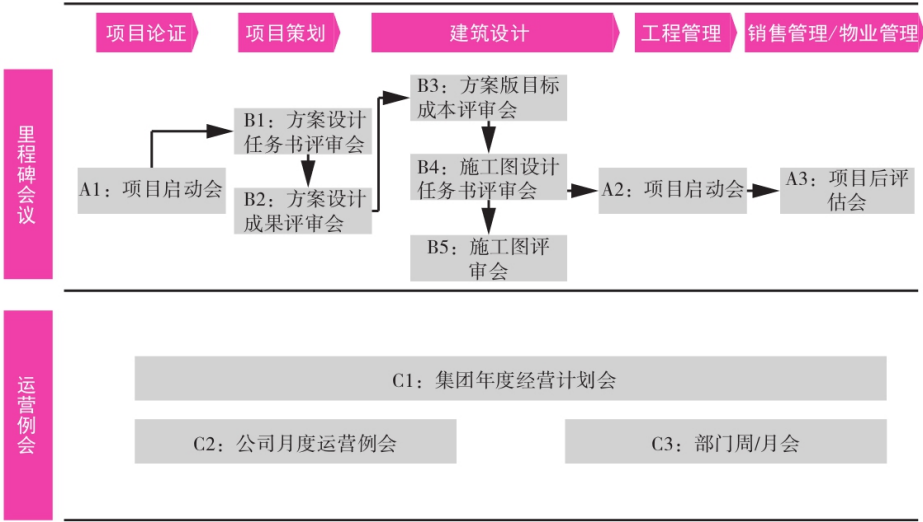 项目论证
项目策划
建筑设计
工程管理
销售管理/物业管理
里程碑会议
A1：项目启动会
B1：方案设计
任务书评审会
B2：方案设计
成果评审会
B3：方案版目标
成本评审会
B4：施工图设计
任务书评审会
B5：施工图评
审会
A2：项目启动会
A3：项目后评
估会
运营例会
C1：集团年度经营计划会
C2：公司月度运营例会
C3：部门周/月会